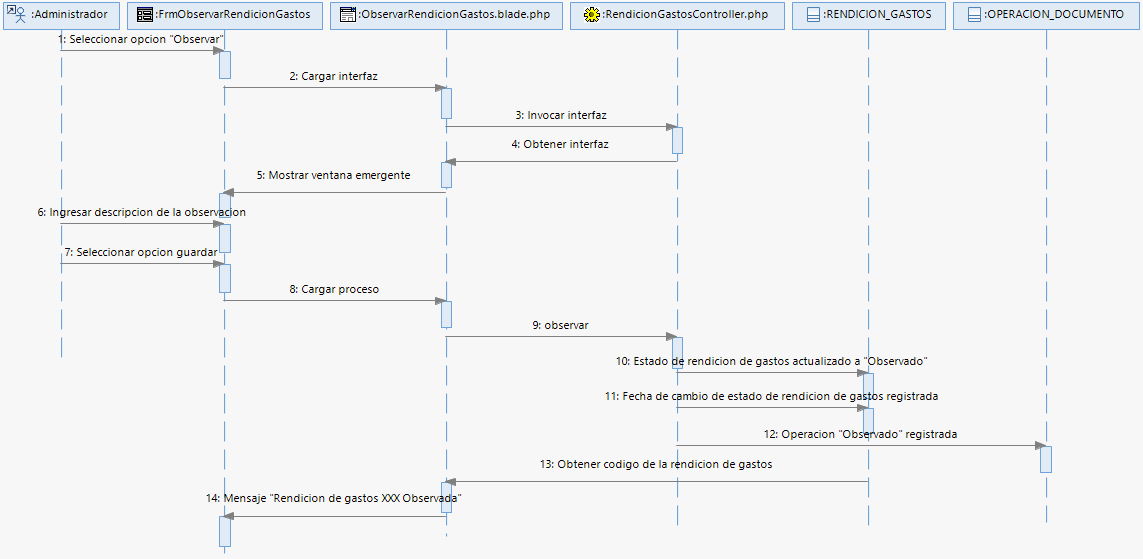 :Administrador
:FrmObservarRendicionGastos
:ObservarRendicionGastos.blade.php
:RendicionGastosController.php
:RENDICION_GASTOS
:OPERACION_DOCUMENTO
1: Seleccionar opcion "Observar"
2: Cargar interfaz
3: Invocar interfaz
4: Obtener interfaz
5: Mostrar ventana emergente
6: Ingresar descripcion de la observacion
7: Seleccionar opcion guardar
8: Cargar proceso
9: observar
10: Estado de rendicion de gastos actualizado a "Observado"
11: Fecha de cambio de estado de rendicion de gastos registrada
12: Operacion "Observado" registrada
13: Obtener codigo de la rendicion de gastos
14: Mensaje "Rendicion de gastos XXX Observada"